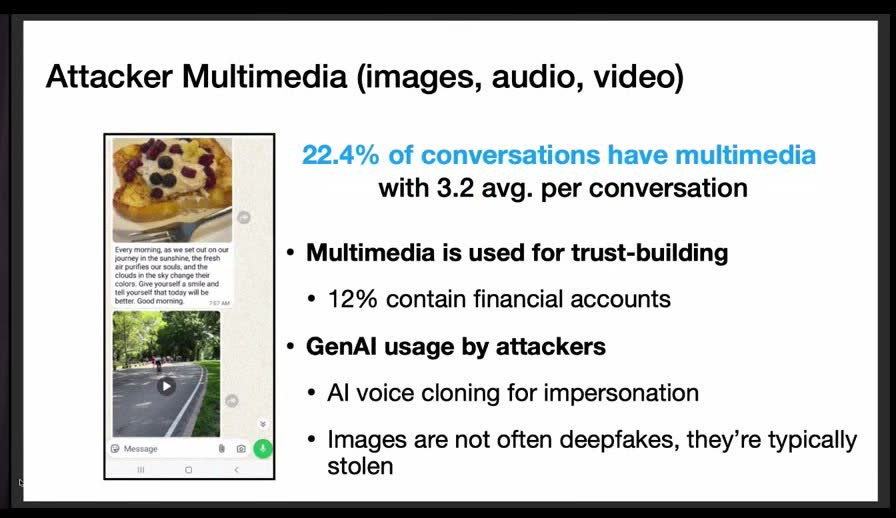 Attacker Multimedia (images, audio, video)
Every morning, as we set out on our
journey in the sunshine, the fresh
air purifies our souls, and the
clouds in the sky change their
colors. Give yourself a smile and
tell yourself that today will be
better. Good morning. 7:57 AM
Message
22.4% of conversations have multimedia
with 3.2 avg. per conversation
• Multimedia is used for trust-building
• 12% contain financial accounts
• GenAI usage by attackers
• AI voice cloning for impersonation
• Images are not often deepfakes, they’re typically
stolen